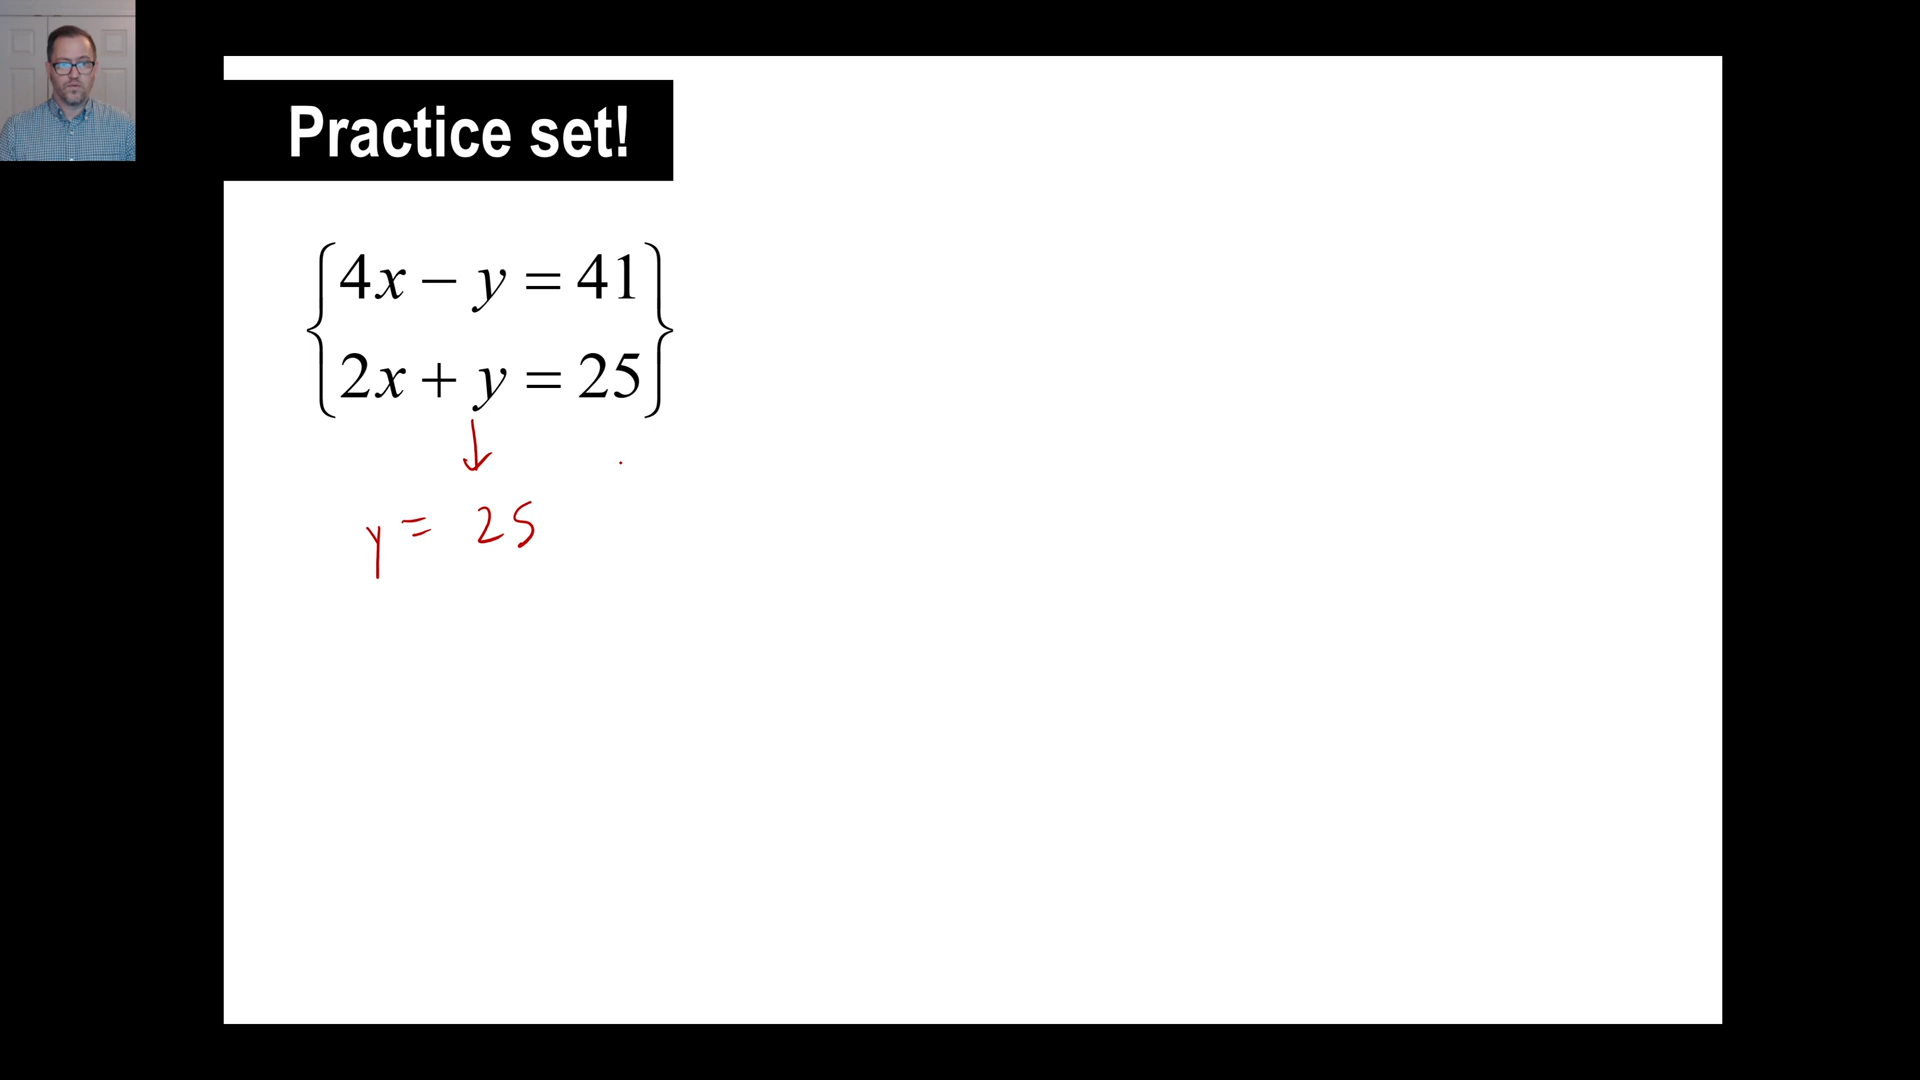 Practice set!
4x − y = 41
2x + y = 25
y = 25